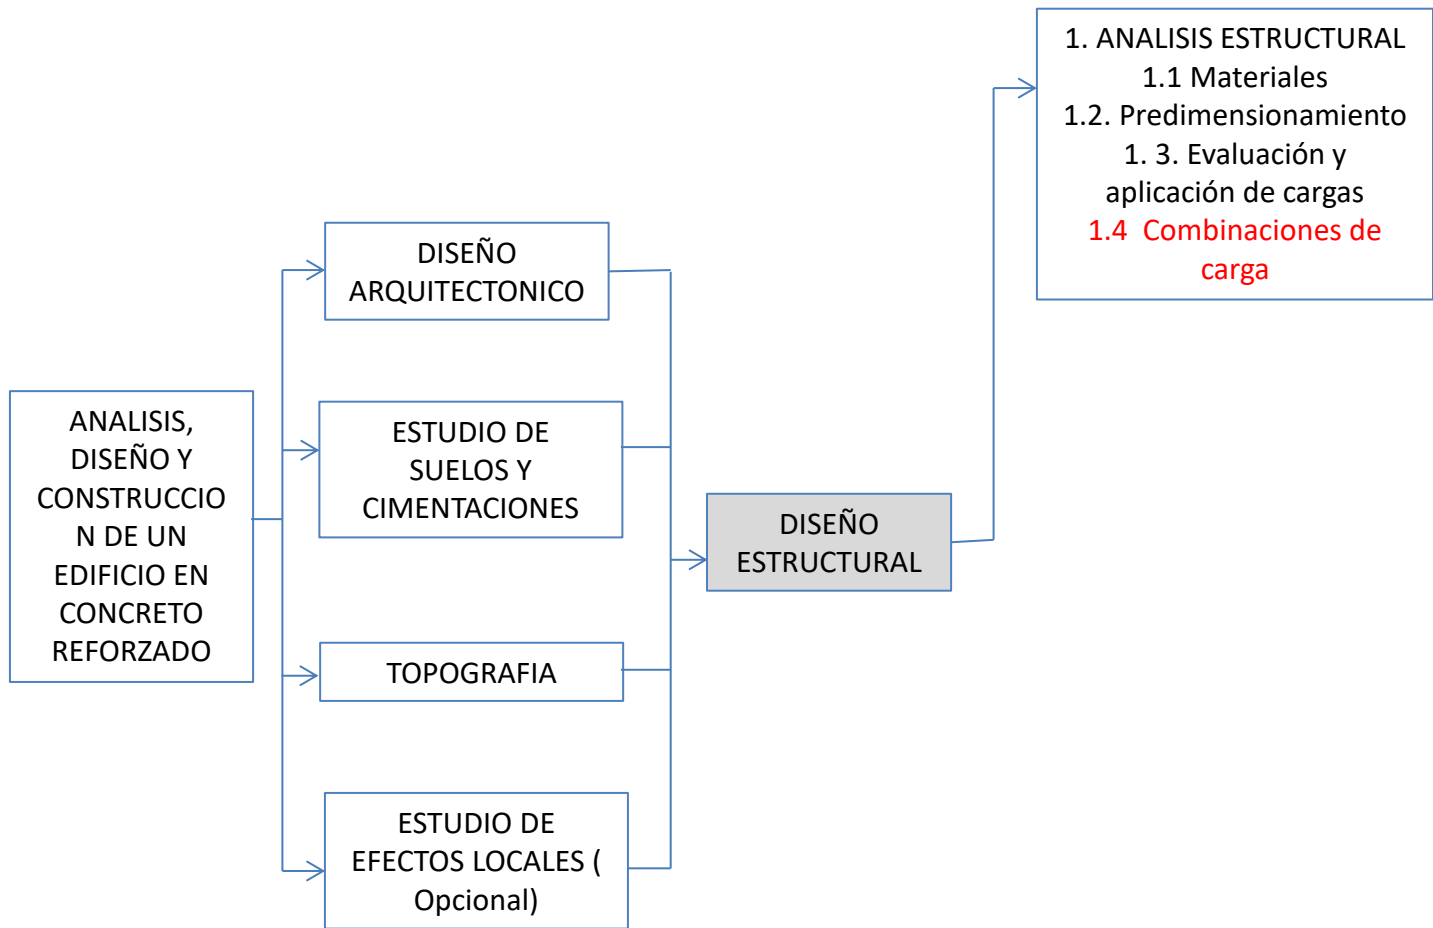 ANALISIS,
DISEÑO Y
CONSTRUCCIO
N DE UN
EDIFICIO EN
CONCRETO
REFORZADO
DISEÑO
ARQUITECTONICO
ESTUDIO DE
SUELOS Y
CIMENTACIONES
TOPOGRAFIA
ESTUDIO DE
EFECTOS LOCALES (
Opcional)
DISEÑO
ESTRUCTURAL
1. ANALISIS ESTRUCTURAL
1.1 Materiales
1.2. Predimensionamiento
1. 3. Evaluación y
aplicación de cargas
1.4  Combinaciones de
carga